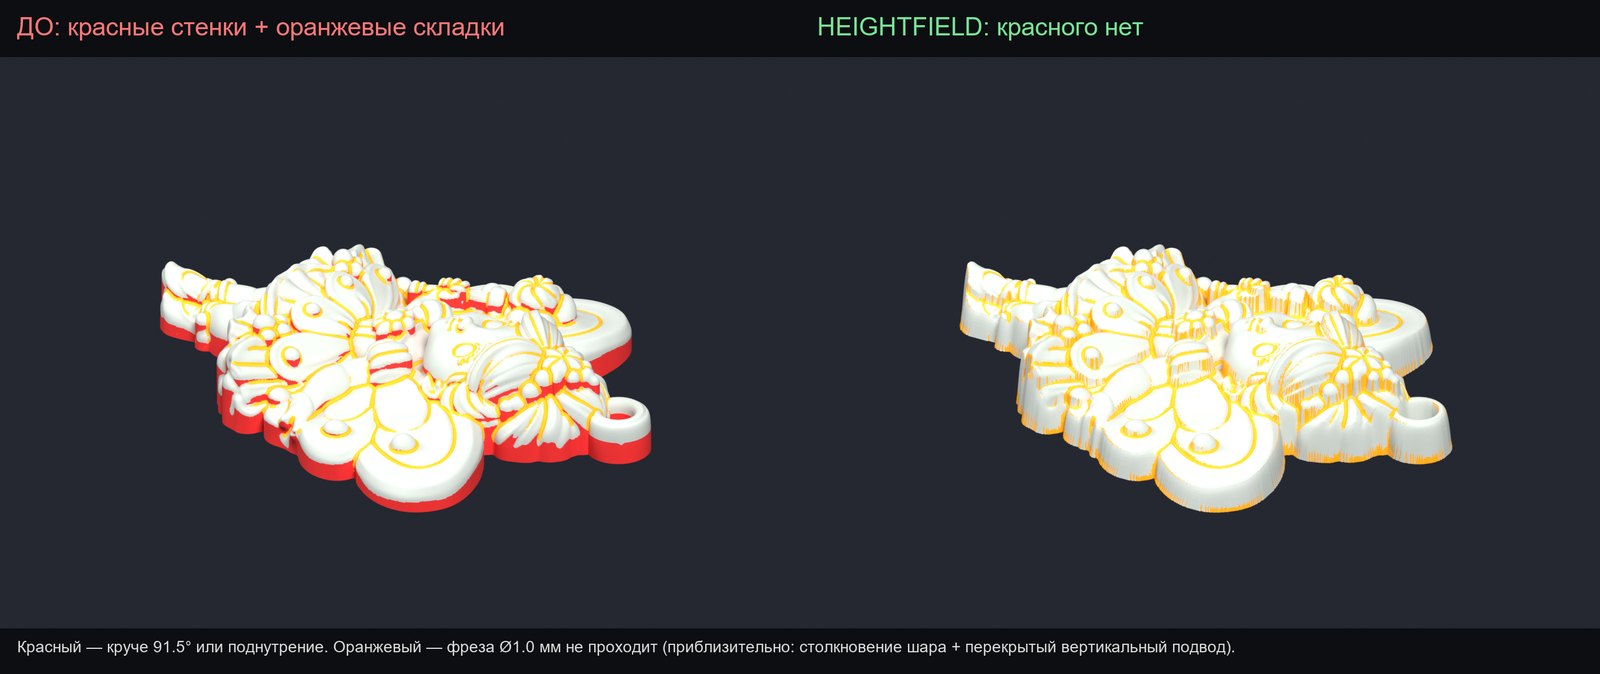 ДО: красные стенки + оранжевые складки
HEIGHTFIELD: красного нет
Красный — круче 91.5° или поднутрение. Оранжевый — фреза Ø1.0 мм не проходит (приблизительно: столкновение шара + перекрытый вертикальный подвод).